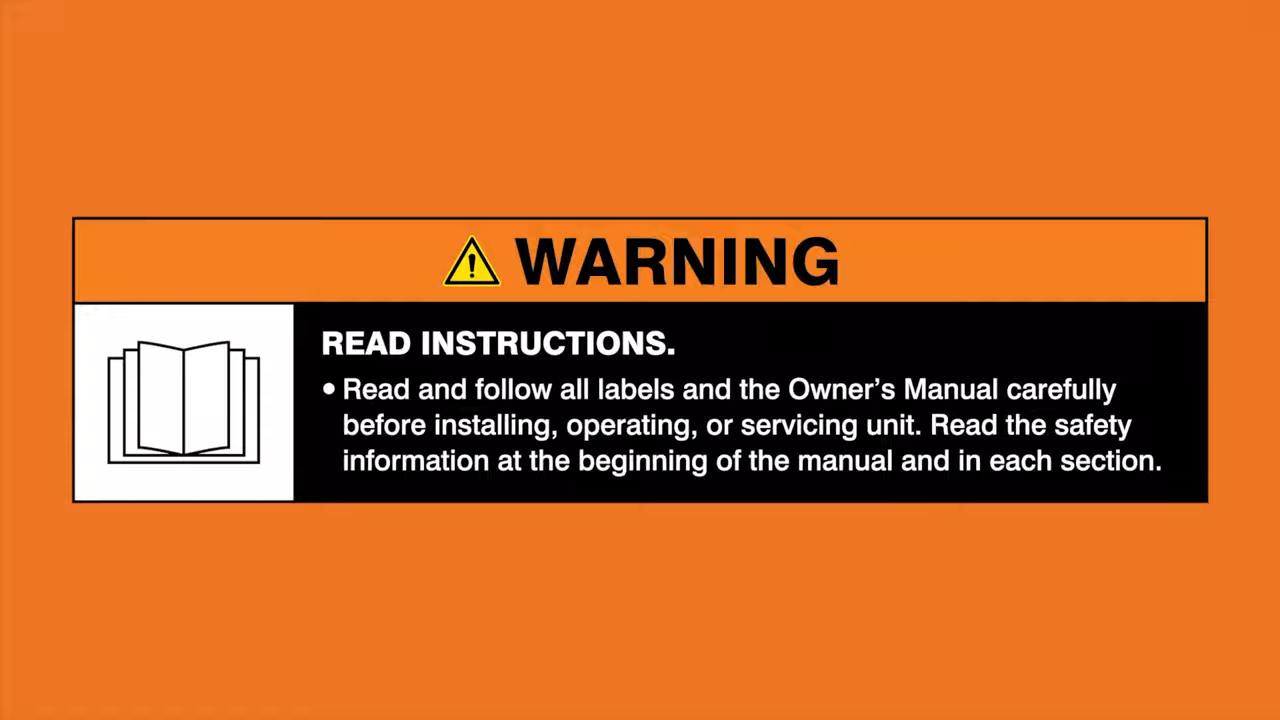 WARNING
READ INSTRUCTIONS.
• Read and follow all labels and the Owner’s Manual carefully
before installing, operating, or servicing unit. Read the safety
information at the beginning of the manual and in each section.